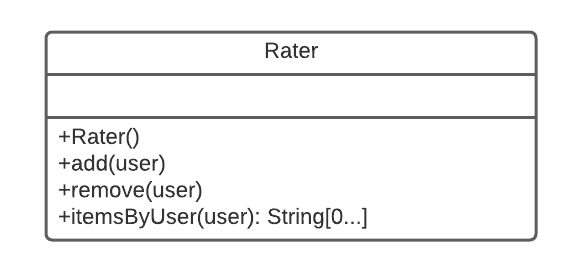 Rater
+Rater()
+add(user)
+remove(user)
+itemsByUser(user): String[0...]